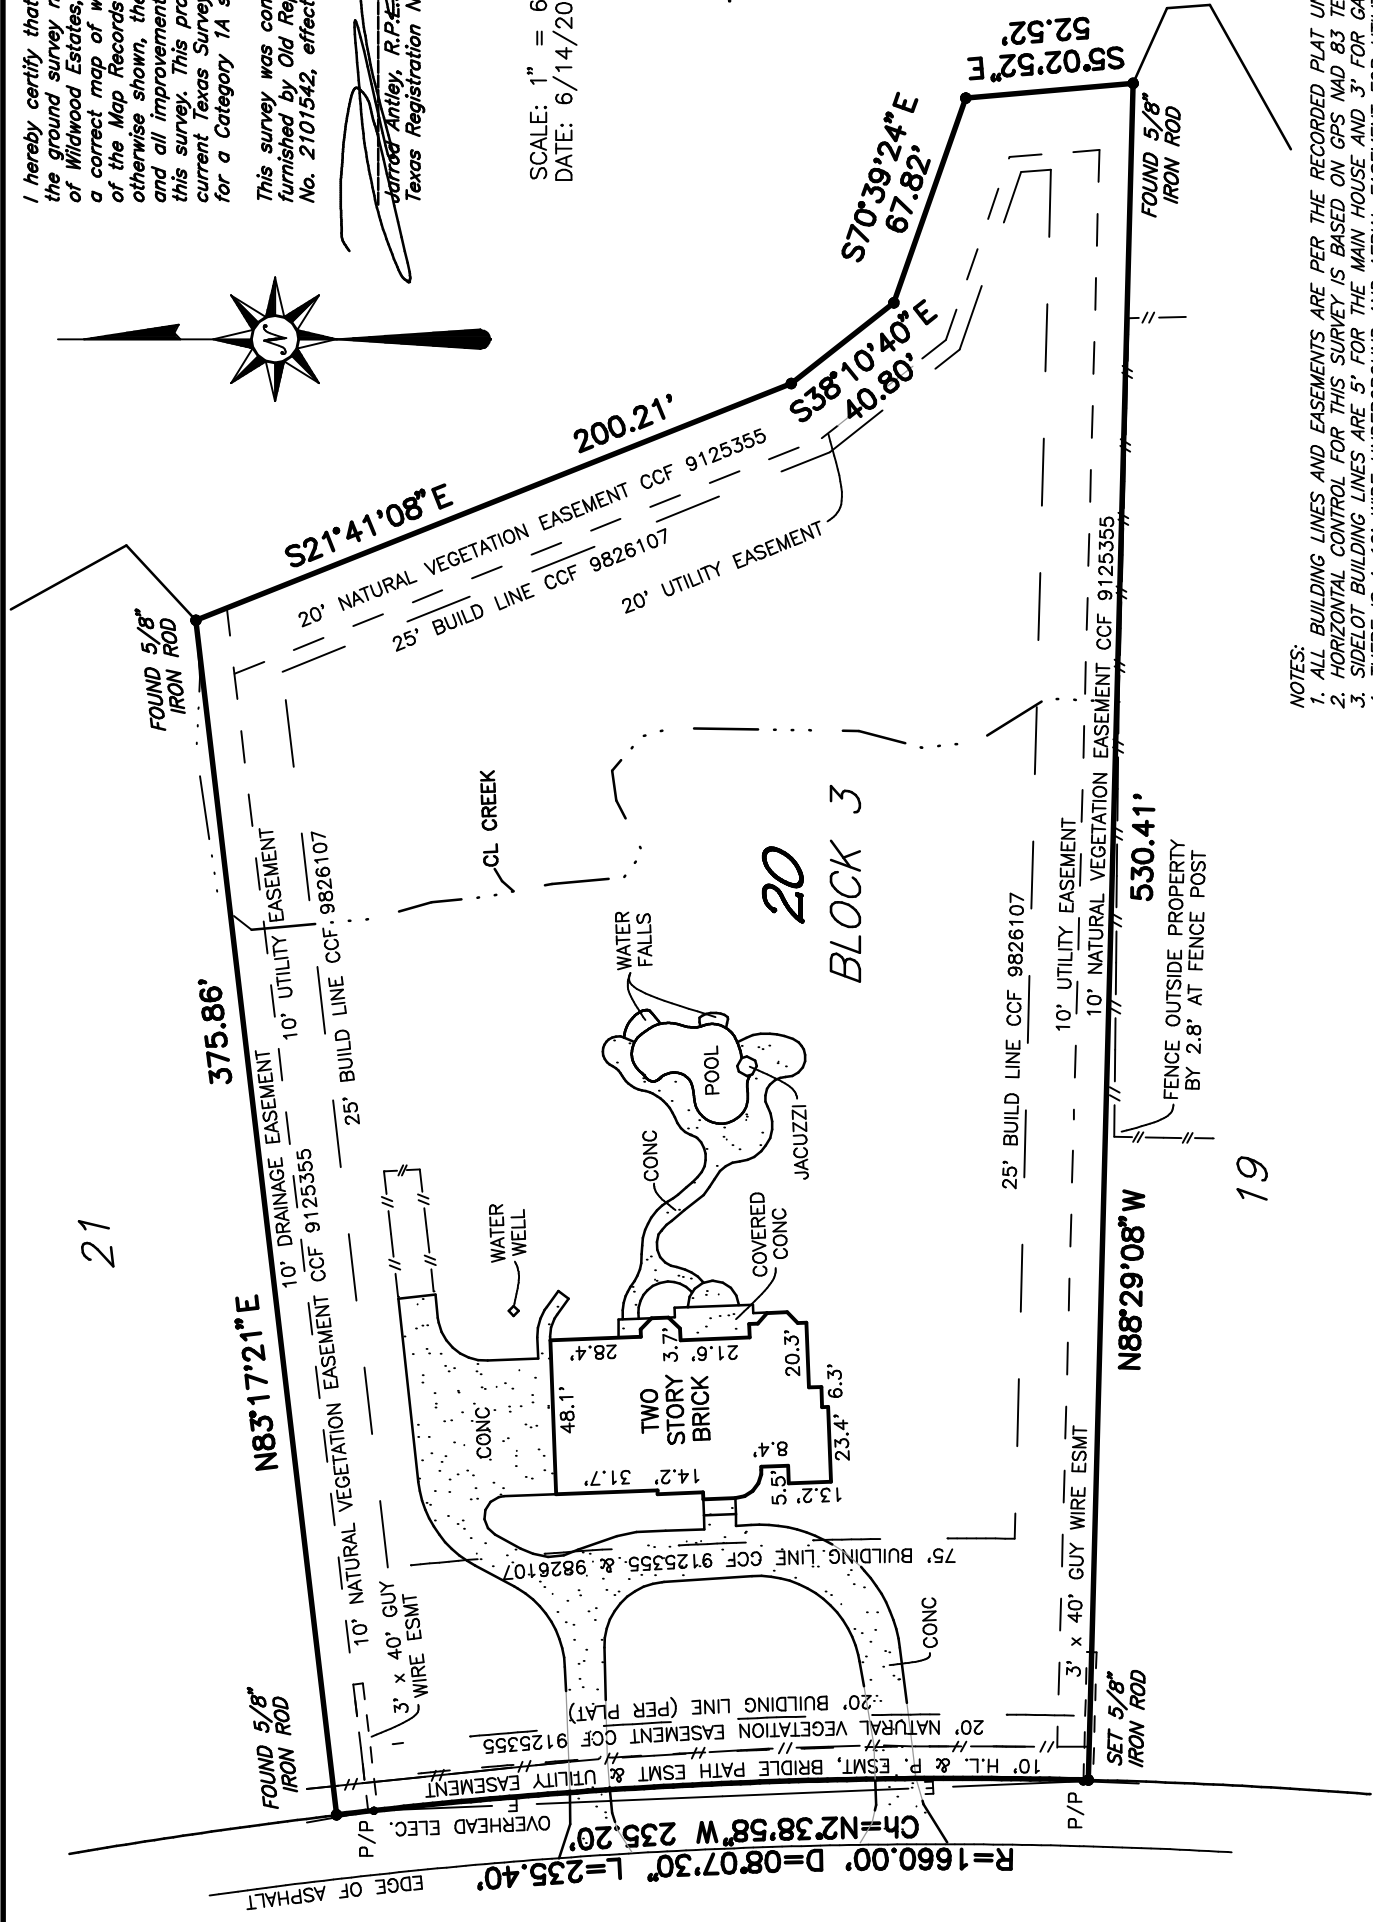 I hereby certify that
the ground survey
of Wildwood Estates,
a correct map of
of the Map Records
otherwise shown,
and all improvement
this survey. This
current Texas Survey
for a Category 1A
This survey was
furnished by Old
No. 2101542,
Jarrod Antley, R.P.L.S.
Texas Registration
SCALE: 1" = 6
DATE: 6/14/20
N
S5°02'52"E
52.52'
S70°39'24"E
67.82'
S38°10'40"E
40.80'
S21°41'08"E
200.21'
FOUND 5/8"
IRON ROD
FOUND 5/8"
IRON ROD
20' NATURAL VEGETATION EASEMENT CCF 9125355
25' BUILD LINE CCF 9826107
20' UTILITY EASEMENT
N83°17'21"E
375.86'
21
10' DRAINAGE EASEMENT
10' UTILITY EASEMENT
10' NATURAL VEGETATION EASEMENT CCF 9125355
25' BUILD LINE CCF 9826107
CL CREEK
20
BLOCK 3
WATER
FALLS
POOL
JACUZZI
CONC
COVERED
CONC
WATER
WELL
CONC
TWO
STORY
BRICK
48.1'
28.4'
3.7'
21.6'
20.3'
6.3'
23.4'
13.2'
5.5'
8.4'
14.2'
31.7'
75' BUILDING LINE CCF 9125355 & 9826107
CONC
25' BUILD LINE CCF 9826107
10' UTILITY EASEMENT
10' NATURAL VEGETATION EASEMENT CCF 9125355
N88°29'08"W
530.41'
FENCE OUTSIDE PROPERTY
BY 2.8' AT FENCE POST
19
3' x 40' GUY
WIRE ESMT
3' x 40' GUY WIRE ESMT
FOUND 5/8"
IRON ROD
SET 5/8"
IRON ROD
20' BUILDING LINE (PER PLAT)
20' NATURAL VEGETATION EASEMENT CCF 9125355
10' H.L. & P. ESMT, BRIDLE PATH ESMT & UTILITY EASEMENT
E
E
OVERHEAD ELEC.
P/P
P/P
R=1660.00' D=08°07'30" L=235.40'
Ch=N2°38'58"W 235.20'
EDGE OF ASPHALT
NOTES:
1. ALL BUILDING LINES AND EASEMENTS ARE PER THE RECORDED PLAT
2. HORIZONTAL CONTROL FOR THIS SURVEY IS BASED ON GPS NAD 83
3. SIDELOT BUILDING LINES ARE 5' FOR THE MAIN HOUSE AND 3' FOR